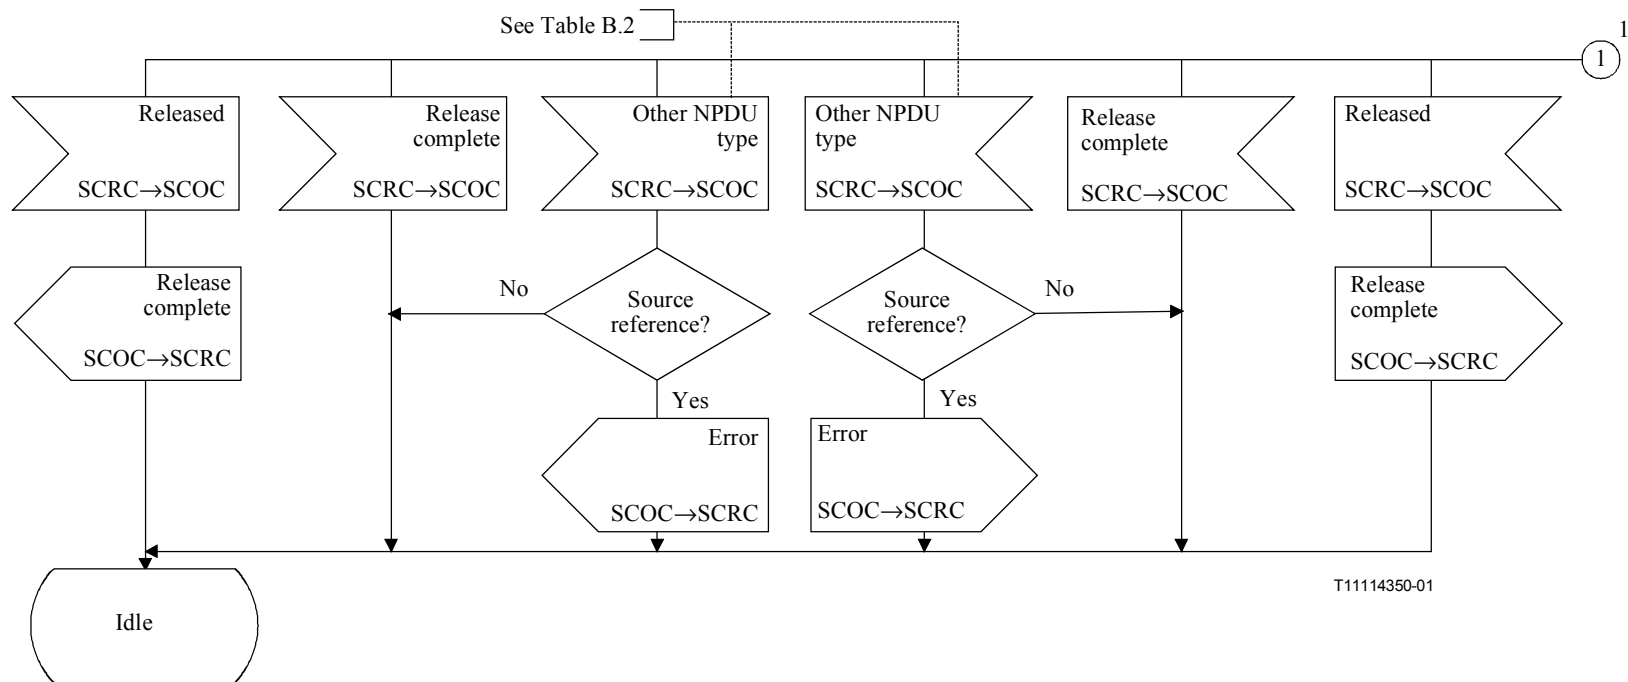 See Table B.2
1
1
Released
SCRC→SCOC
Release
complete
SCRC→SCOC
Other NPDU
type
SCRC→SCOC
Other NPDU
type
SCRC→SCOC
Release
complete
SCRC→SCOC
Released
SCRC→SCOC
Release
complete
SCOC→SCRC
No
Source
reference?
Yes
Source
reference?
No
Yes
Release
complete
SCOC→SCRC
Error
SCOC→SCRC
Error
SCOC→SCRC
T11114350-01
Idle